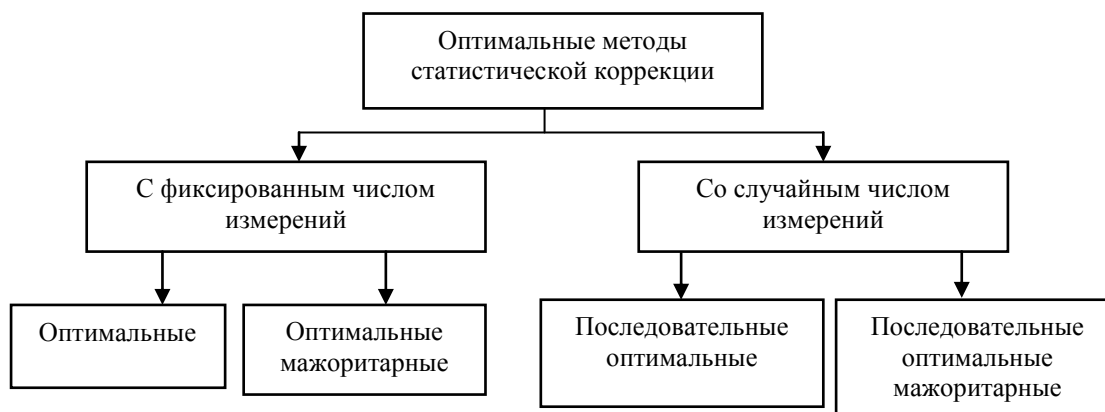 Оптимальные методы
статистической коррекции
С фиксированным числом
измерений
Со случайным числом
измерений
Оптимальные
Оптимальные
мажоритарные
Последовательные
оптимальные
Последовательные
оптимальные
мажоритарные